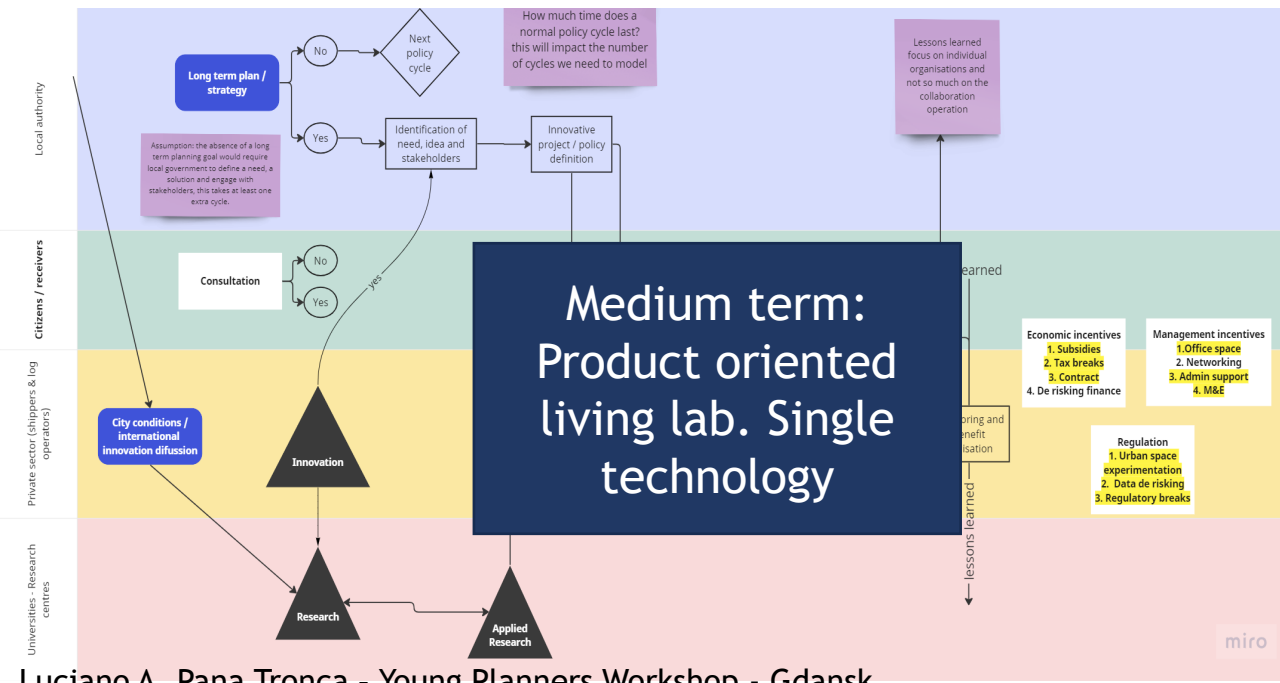 Local authority
Long term plan /
strategy
No
Next
policy
cycle
How much time does a
normal policy cycle last?
this will impact the number
of cycles we need to model
Lessons learned
focus on individual
organisations and
not so much on the
collaboration
operation
Yes
Identification of
need, idea and
stakeholders
Innovative
project / policy
definition
Assumption: the absence of a long
term planning goal would require
local government to define a need, a
solution and engage with
stakeholders, this takes at least one
extra cycle.
Citizens / receivers
Consultation
No
Yes
yes
earned
Medium term:
Product oriented
living lab. Single
technology
Economic incentives
1. Subsidies
2. Tax breaks
3. Contract
4. De risking finance
Management incentives
1.Office space
2. Networking
3. Admin support
4. M&E
Private sector (shippers & log
operators)
City conditions /
international
innovation difussion
Innovation
oring and
enefit
isation
Regulation
1. Urban space
experimentation
2. Data de risking
3. Regulatory breaks
lessons learned
Universities - Research
centres
Research
Applied
Research
miro
Luciano A. Pana Tronca - Young Planners Workshop - Gdansk